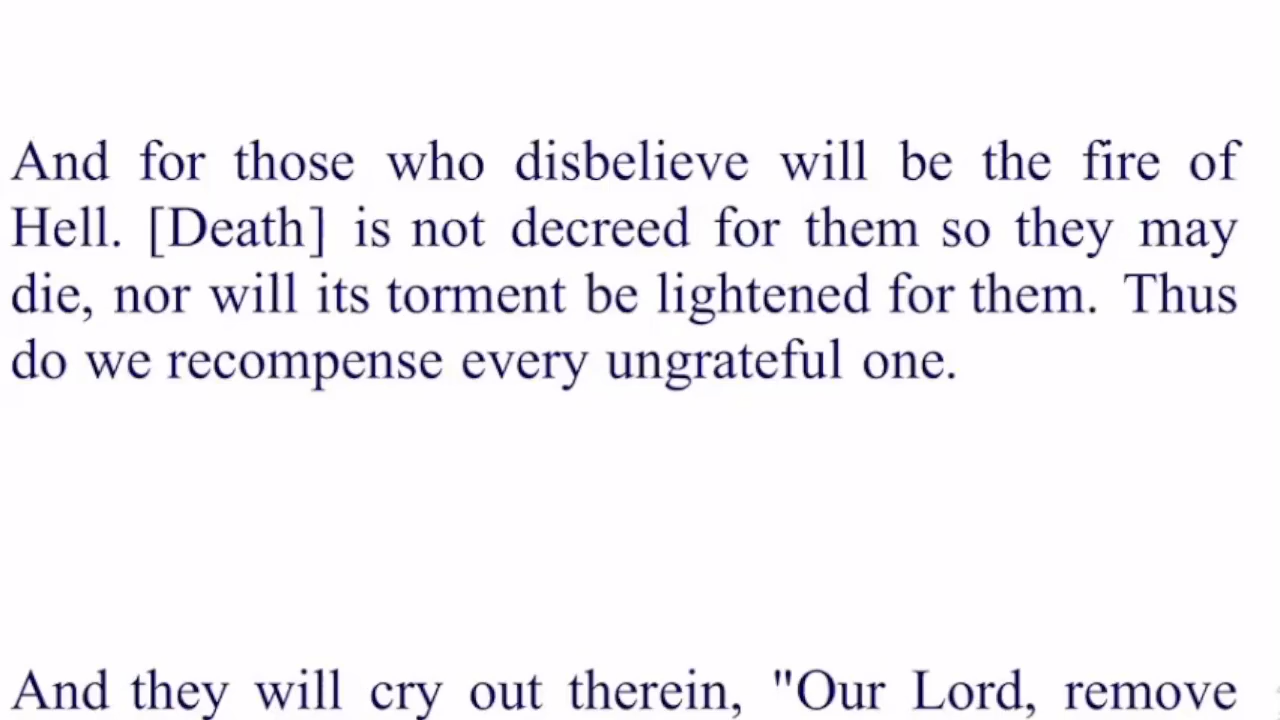 And for those who disbelieve will be the fire of
Hell. [Death] is not decreed for them so they may
die, nor will its torment be lightened for them. Thus
do we recompense every ungrateful one.
And they will cry out therein, "Our Lord, remove